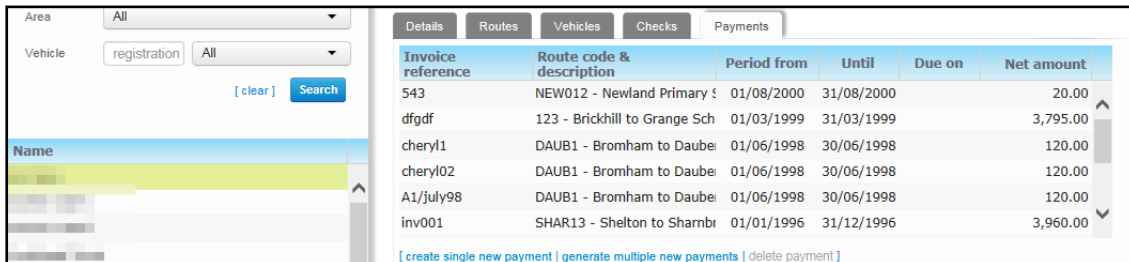 Area All
Vehicle registration All
[ clear ] Search
Name
Details Routes Vehicles Checks Payments
Invoice reference Route code & description Period from Until Due on Net amount
543 NEW012 - Newland Primary S 01/08/2000 31/08/2000 20.00
dfgdf 123 - Brickhill to Grange Sch 01/03/1999 31/03/1999 3,795.00
cheryl1 DAUB1 - Bromham to Dauber 01/06/1998 30/06/1998 120.00
cheryl02 DAUB1 - Bromham to Dauber 01/06/1998 30/06/1998 120.00
A1/july98 DAUB1 - Bromham to Dauber 01/06/1998 30/06/1998 120.00
inv001 SHAR13 - Shelton to Sharnbr 01/01/1996 31/12/1996 3,960.00
[ create single new payment | generate multiple new payments | delete payment ]